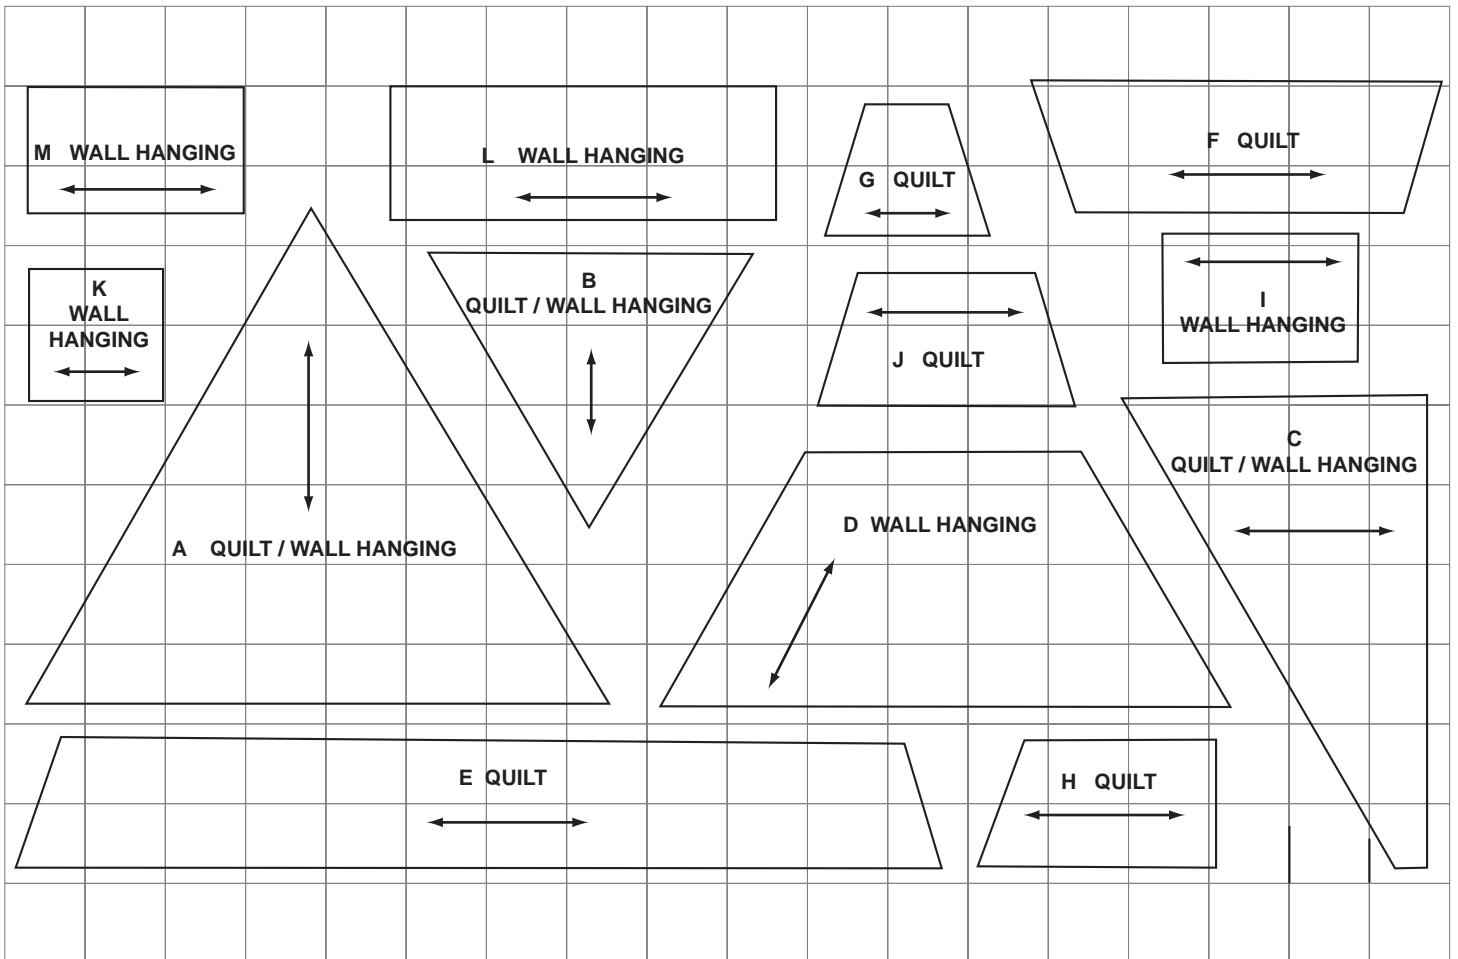 M WALL HANGING
L WALL HANGING
G QUILT
F QUILT
K
WALL
HANGING
B
QUILT / WALL HANGING
I
WALL HANGING
J QUILT
C
QUILT / WALL HANGING
A QUILT / WALL HANGING
D WALL HANGING
E QUILT
H QUILT